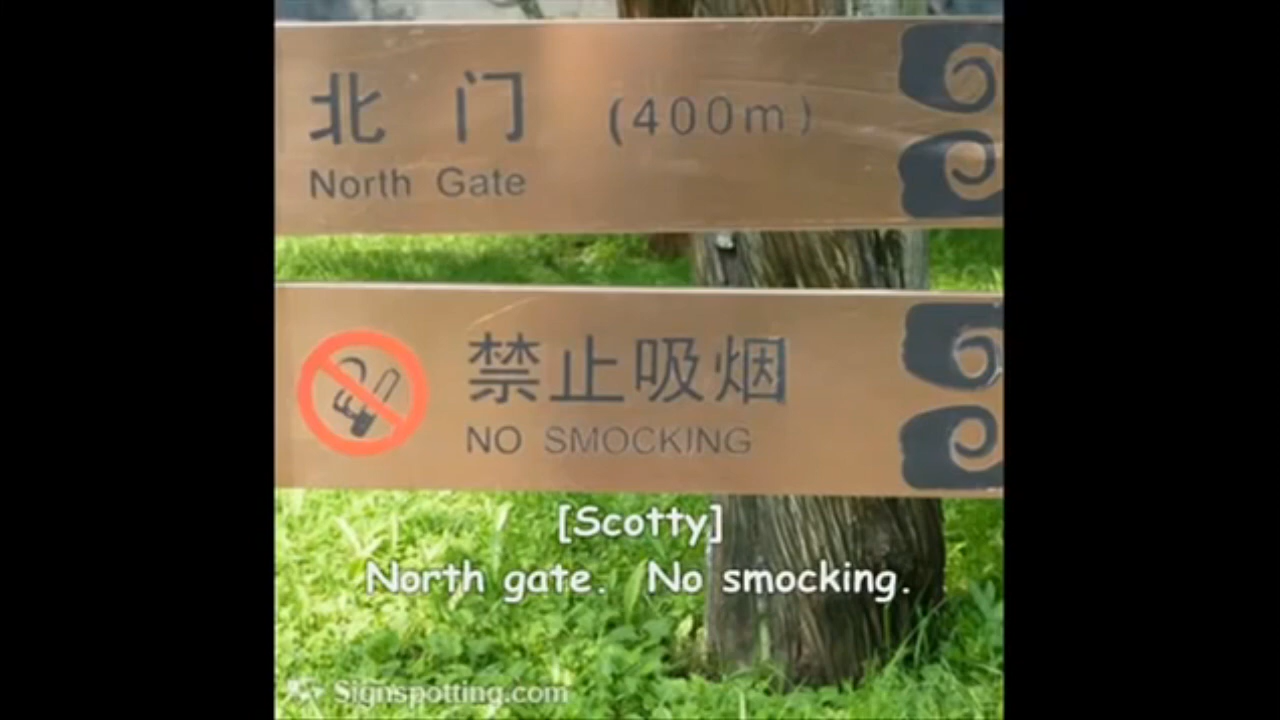 北门 (400m)
North Gate
禁止吸烟
NO SMOCKING
[Scotty]
North gate. No smocking.
Signspotting.com